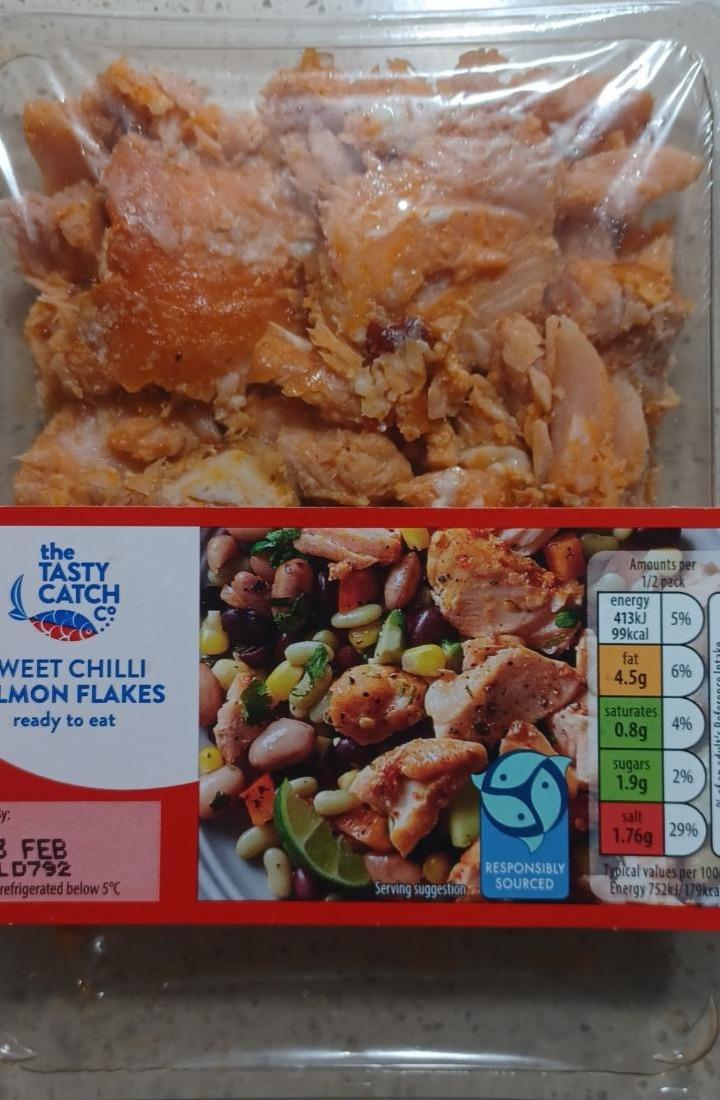 the
TASTY
CATCH
Co
WEET CHILLI
LMON FLAKES
ready to eat
y:
3 FEB
LD792
refrigerated below 5°C
Serving suggestion
RESPONSIBLY
SOURCED
Amounts per
1/2 pack
energy
413kJ
99kcal
5%
fat
4.5g
6%
saturates
0.8g
4%
sugars
1.9g
2%
salt
1.76g
29%
Typical values per 100
Energy 752kJ/179kca